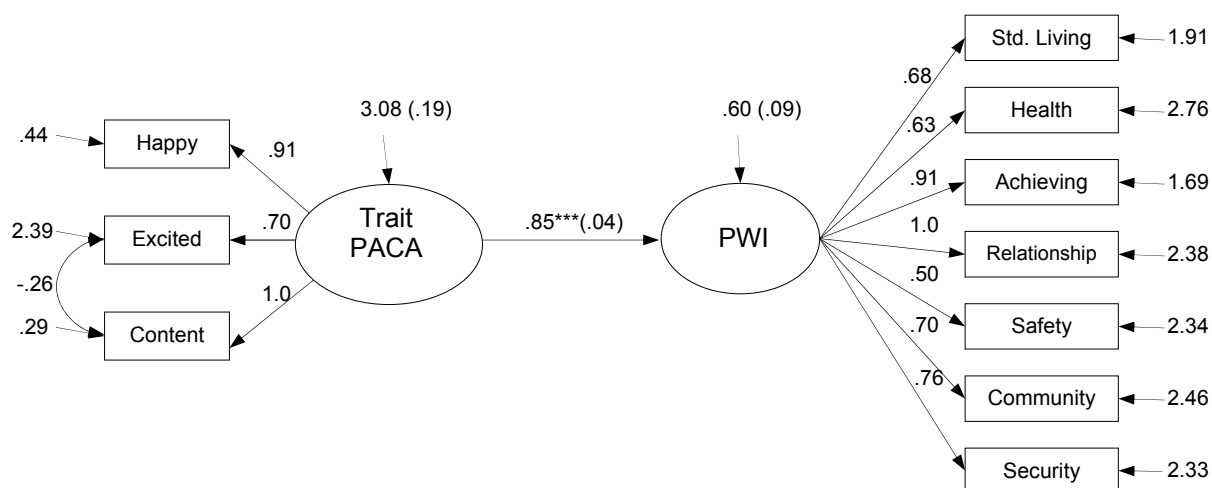 Std. Living
1.91
.68
3.08 (.19)
.60 (.09)
Health
2.76
.63
.44
Happy
.91
Achieving
1.69
.91
Trait
PACA
.70
.85***(.04)
PWI
1.0
2.39
Excited
Relationship
2.38
.50
-.26
1.0
.29
Content
Safety
2.34
.70
.76
Community
2.46
Security
2.33